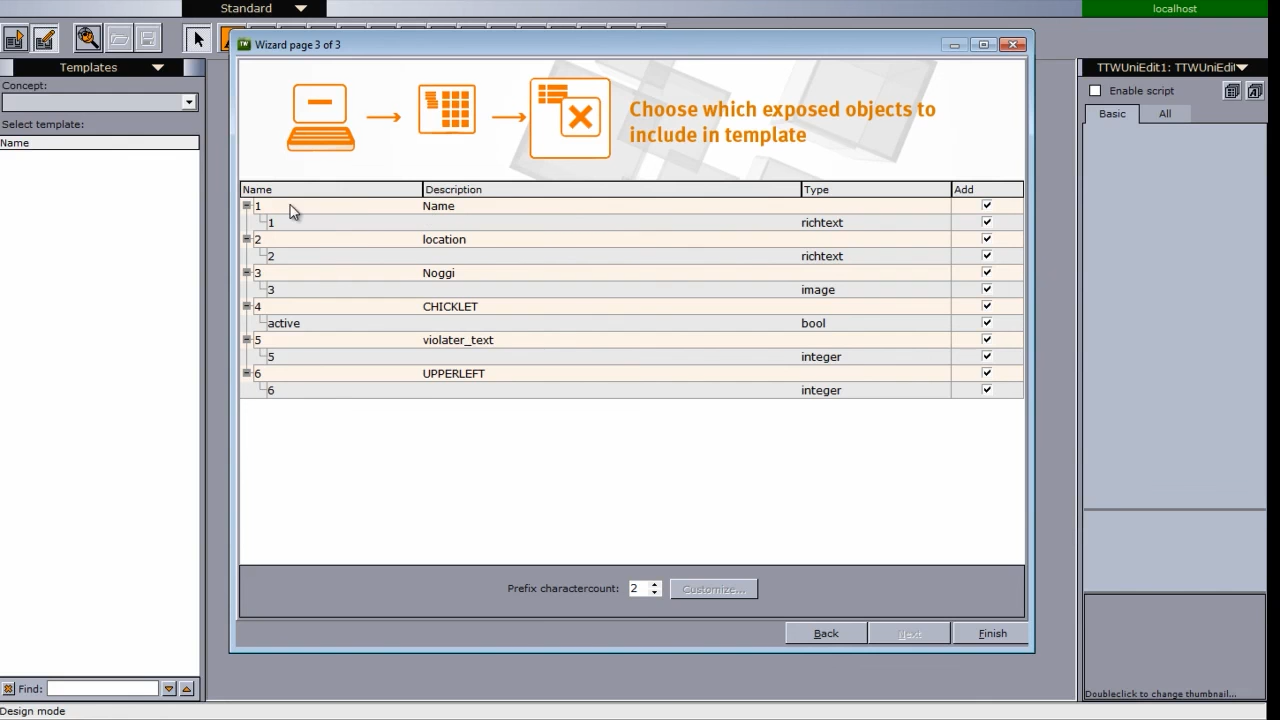 Standard
localhost
Templates
Concept:
Select template:
Name
Find:
Design mode
TW Wizard page 3 of 3
Choose which exposed objects to
include in template
Name Description Type Add
1 Name
1 richtext
2 location
2 richtext
3 Noggi
3 image
4 CHICKLET
active bool
5 violater_text
5 integer
6 UPPERLEFT
6 integer
Prefix charactercount: 2 Customize...
Back Next Finish
TTWUniEdit1: TTWUniEdit
Enable script
Basic All
Doubleclick to change thumbnail...